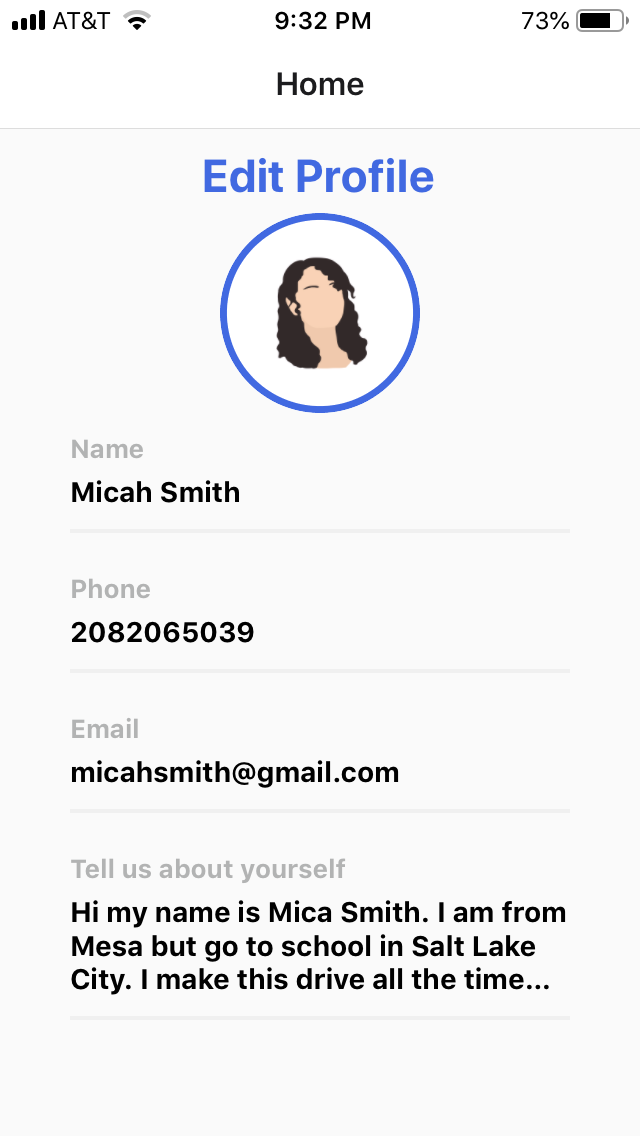 AT&T 9:32 PM 73%
Home
Edit Profile
Name
Micah Smith
Phone
2082065039
Email
micahsmith@gmail.com
Tell us about yourself
Hi my name is Mica Smith. I am from
Mesa but go to school in Salt Lake
City. I make this drive all the time...